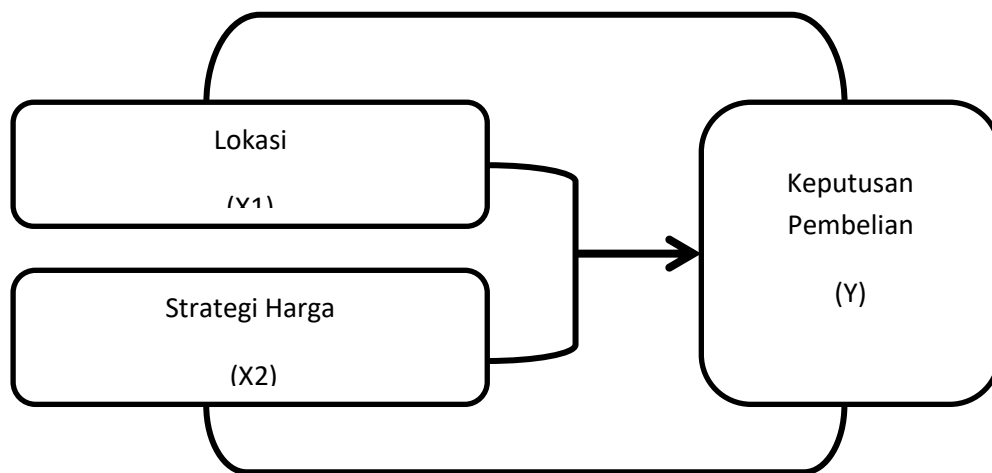 Lokasi
(X1)
Strategi Harga
(X2)
Keputusan
Pembelian
(Y)